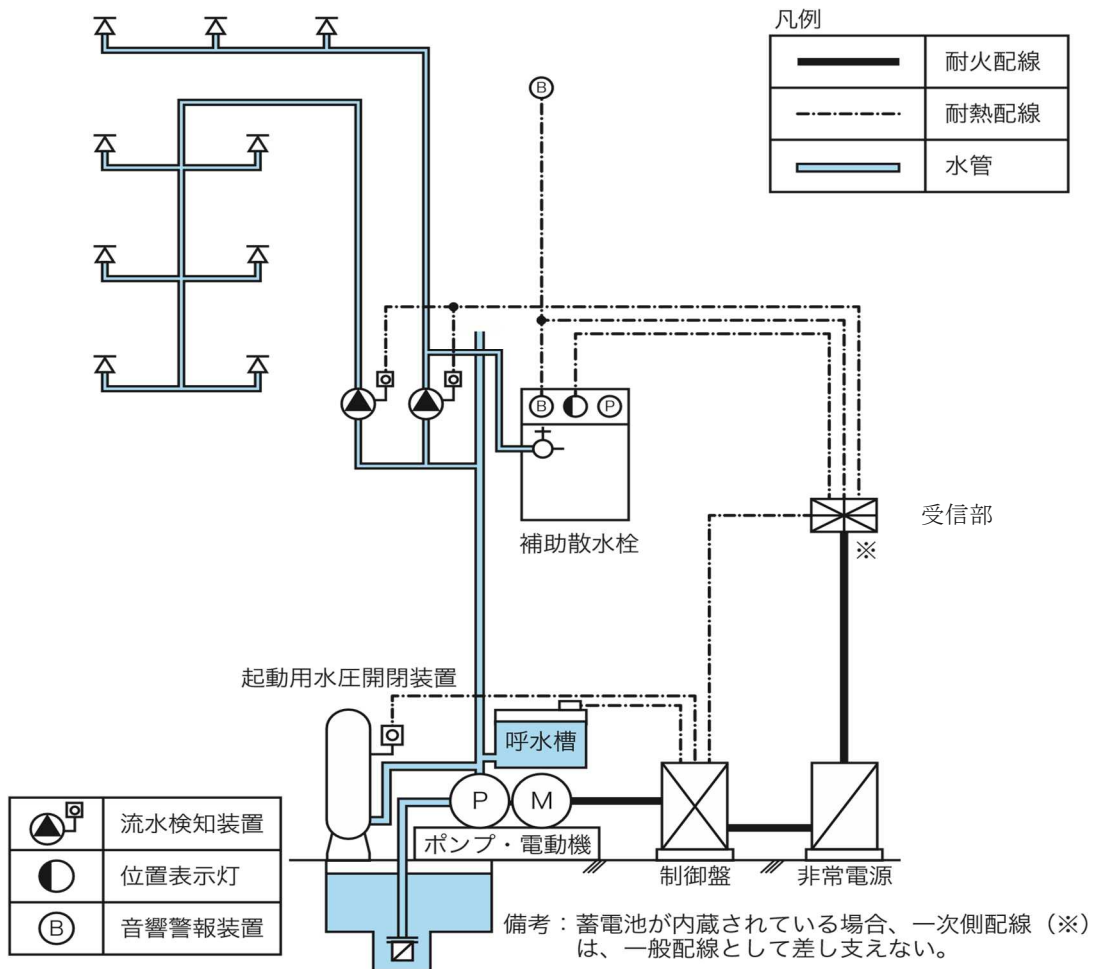 凡例
耐火配線
耐熱配線
水管
B
B
P
補助散水栓
受信部
※
起動用水圧開閉装置
呼水槽
P
M
ポンプ・電動機
制御盤
非常電源
流水検知装置
位置表示灯
B
音響警報装置
備考:蓄電池が内蔵されている場合、一次側配線(※)
は、一般配線として差し支えない。